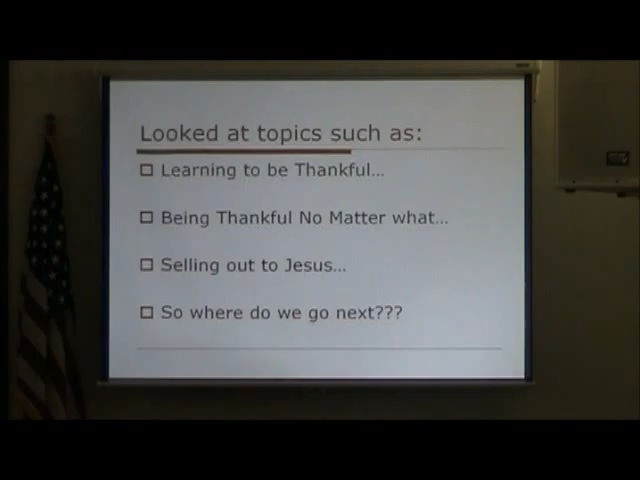 Looked at topics such as:
Learning to be Thankful...
Being Thankful No Matter what...
Selling out to Jesus...
So where do we go next???